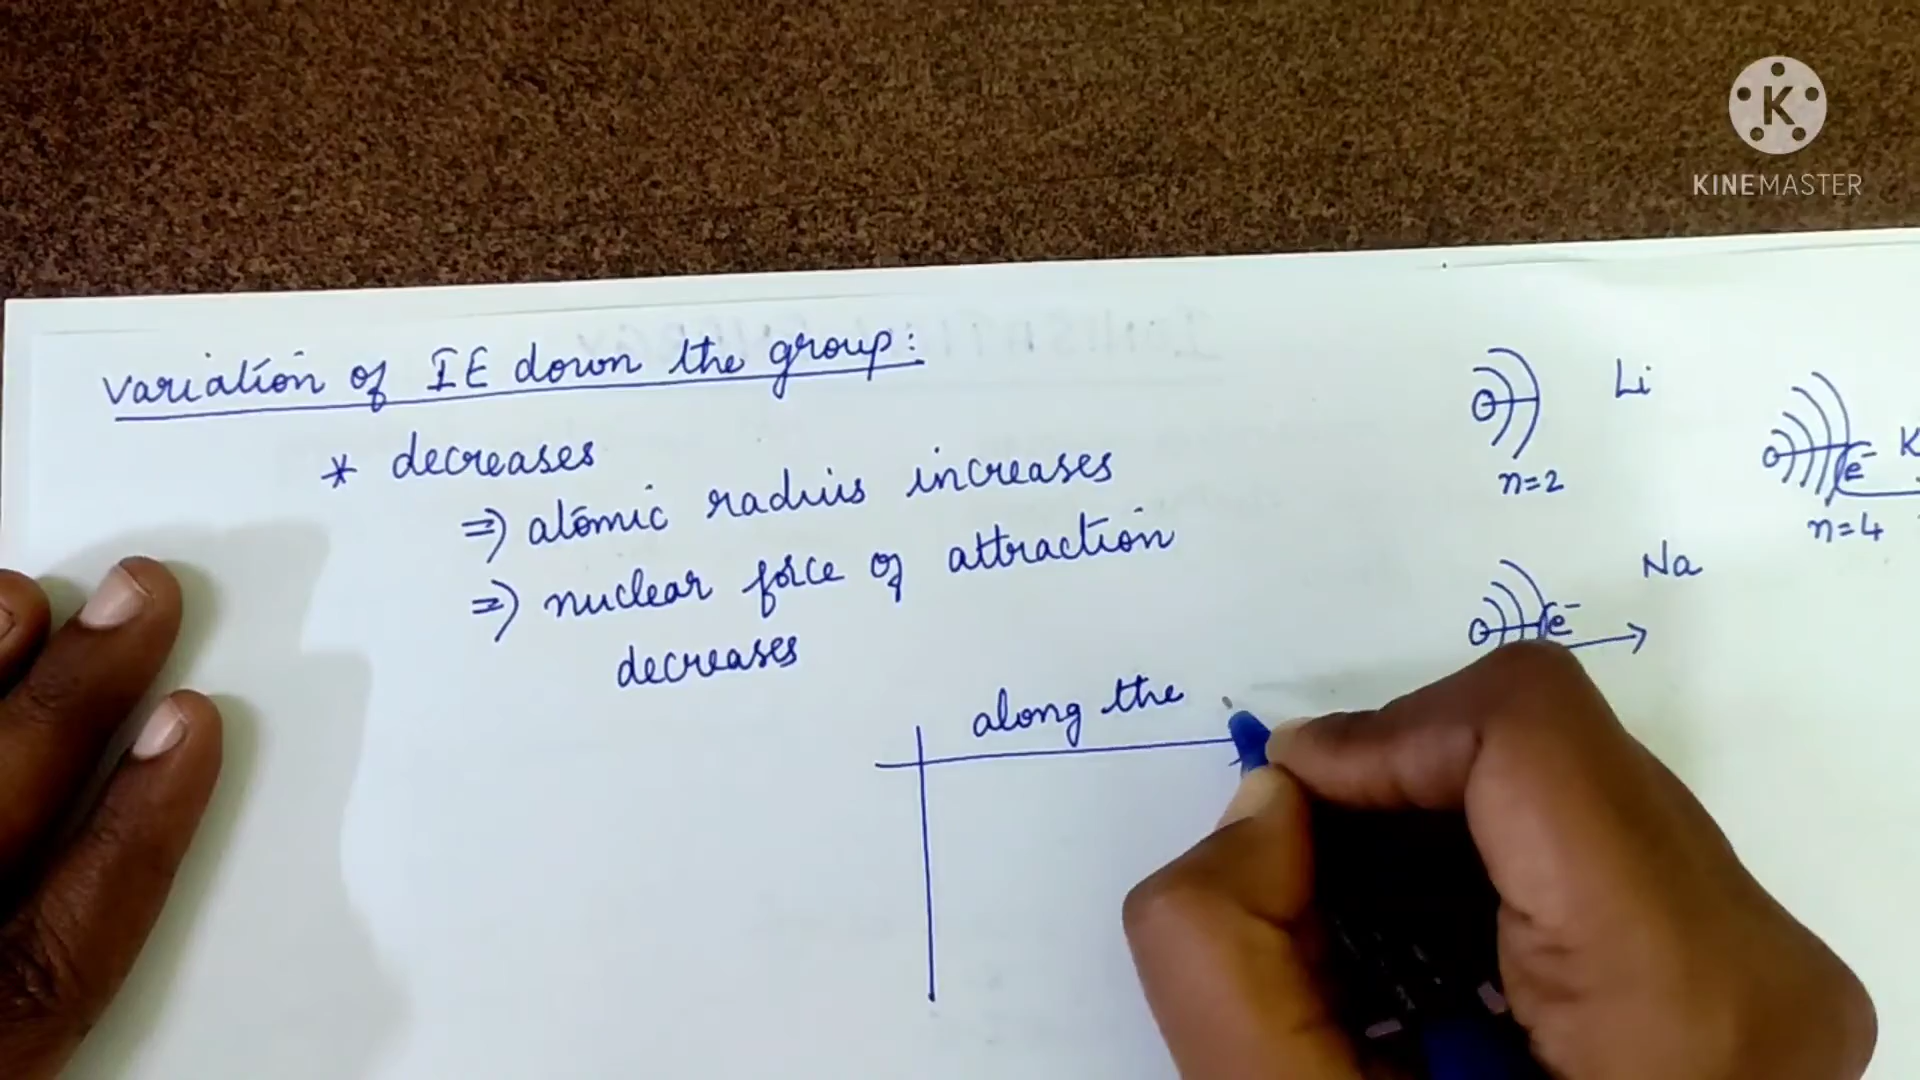 K
KINEMASTER
variation of IE down the group:
* decreases
⇒) atomic radius increases
⇒) nuclear force of attraction
decreases
along the
Li
n=2
K
e⁻
n=4
Na
e⁻